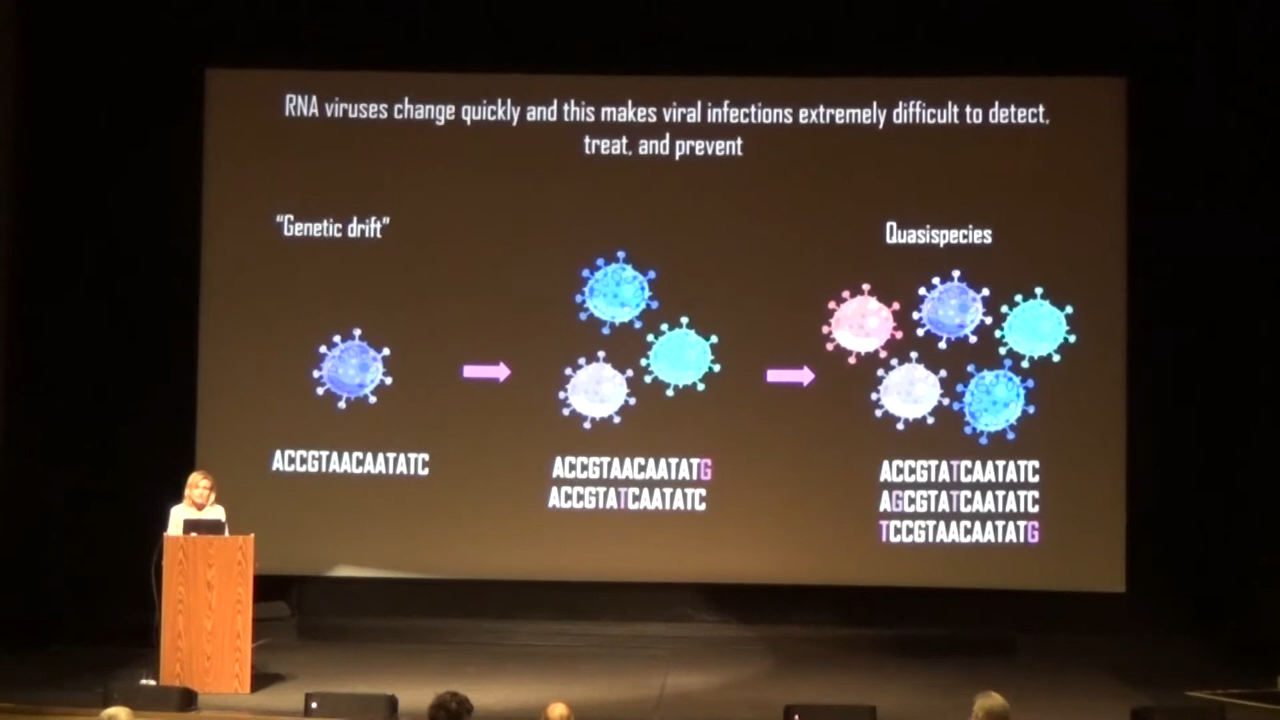 RNA viruses change quickly and this makes viral infections extremely difficult to detect,
treat, and prevent
"Genetic drift"
Quasispecies
ACCGTAACAATATC
ACCGTAACAATATG
ACCGTATCAATATC
ACCGTATCAATATC
AGCGTATCAATATC
TCCGTAACAATATG